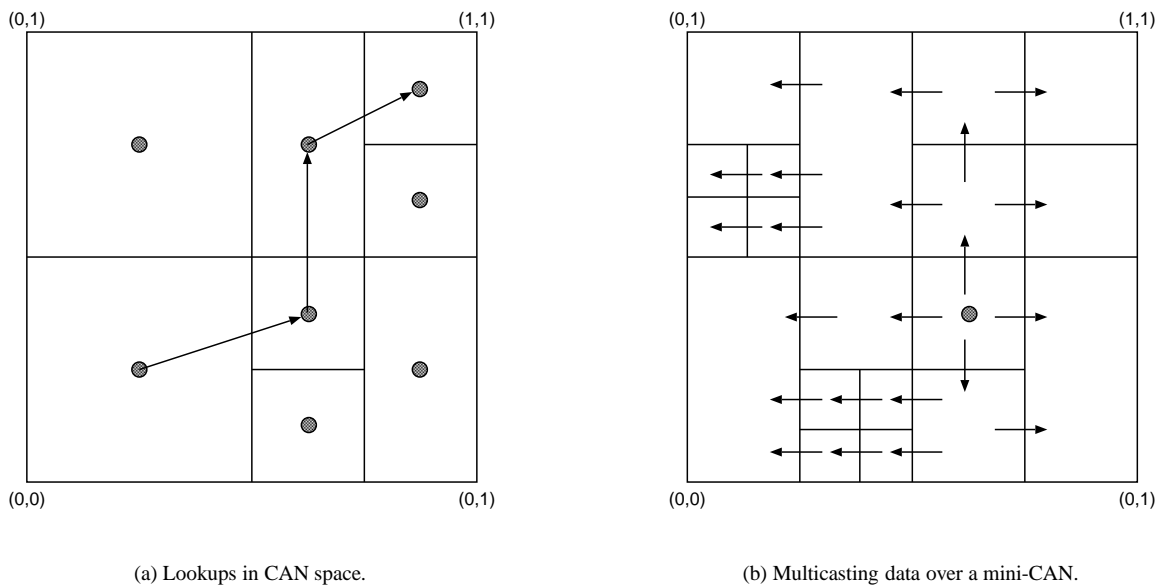 (0,1) (1,1) (0,1) (1,1)
(0,0) (0,1) (0,0) (0,1)
(a) Lookups in CAN space. (b) Multicasting data over a mini-CAN.